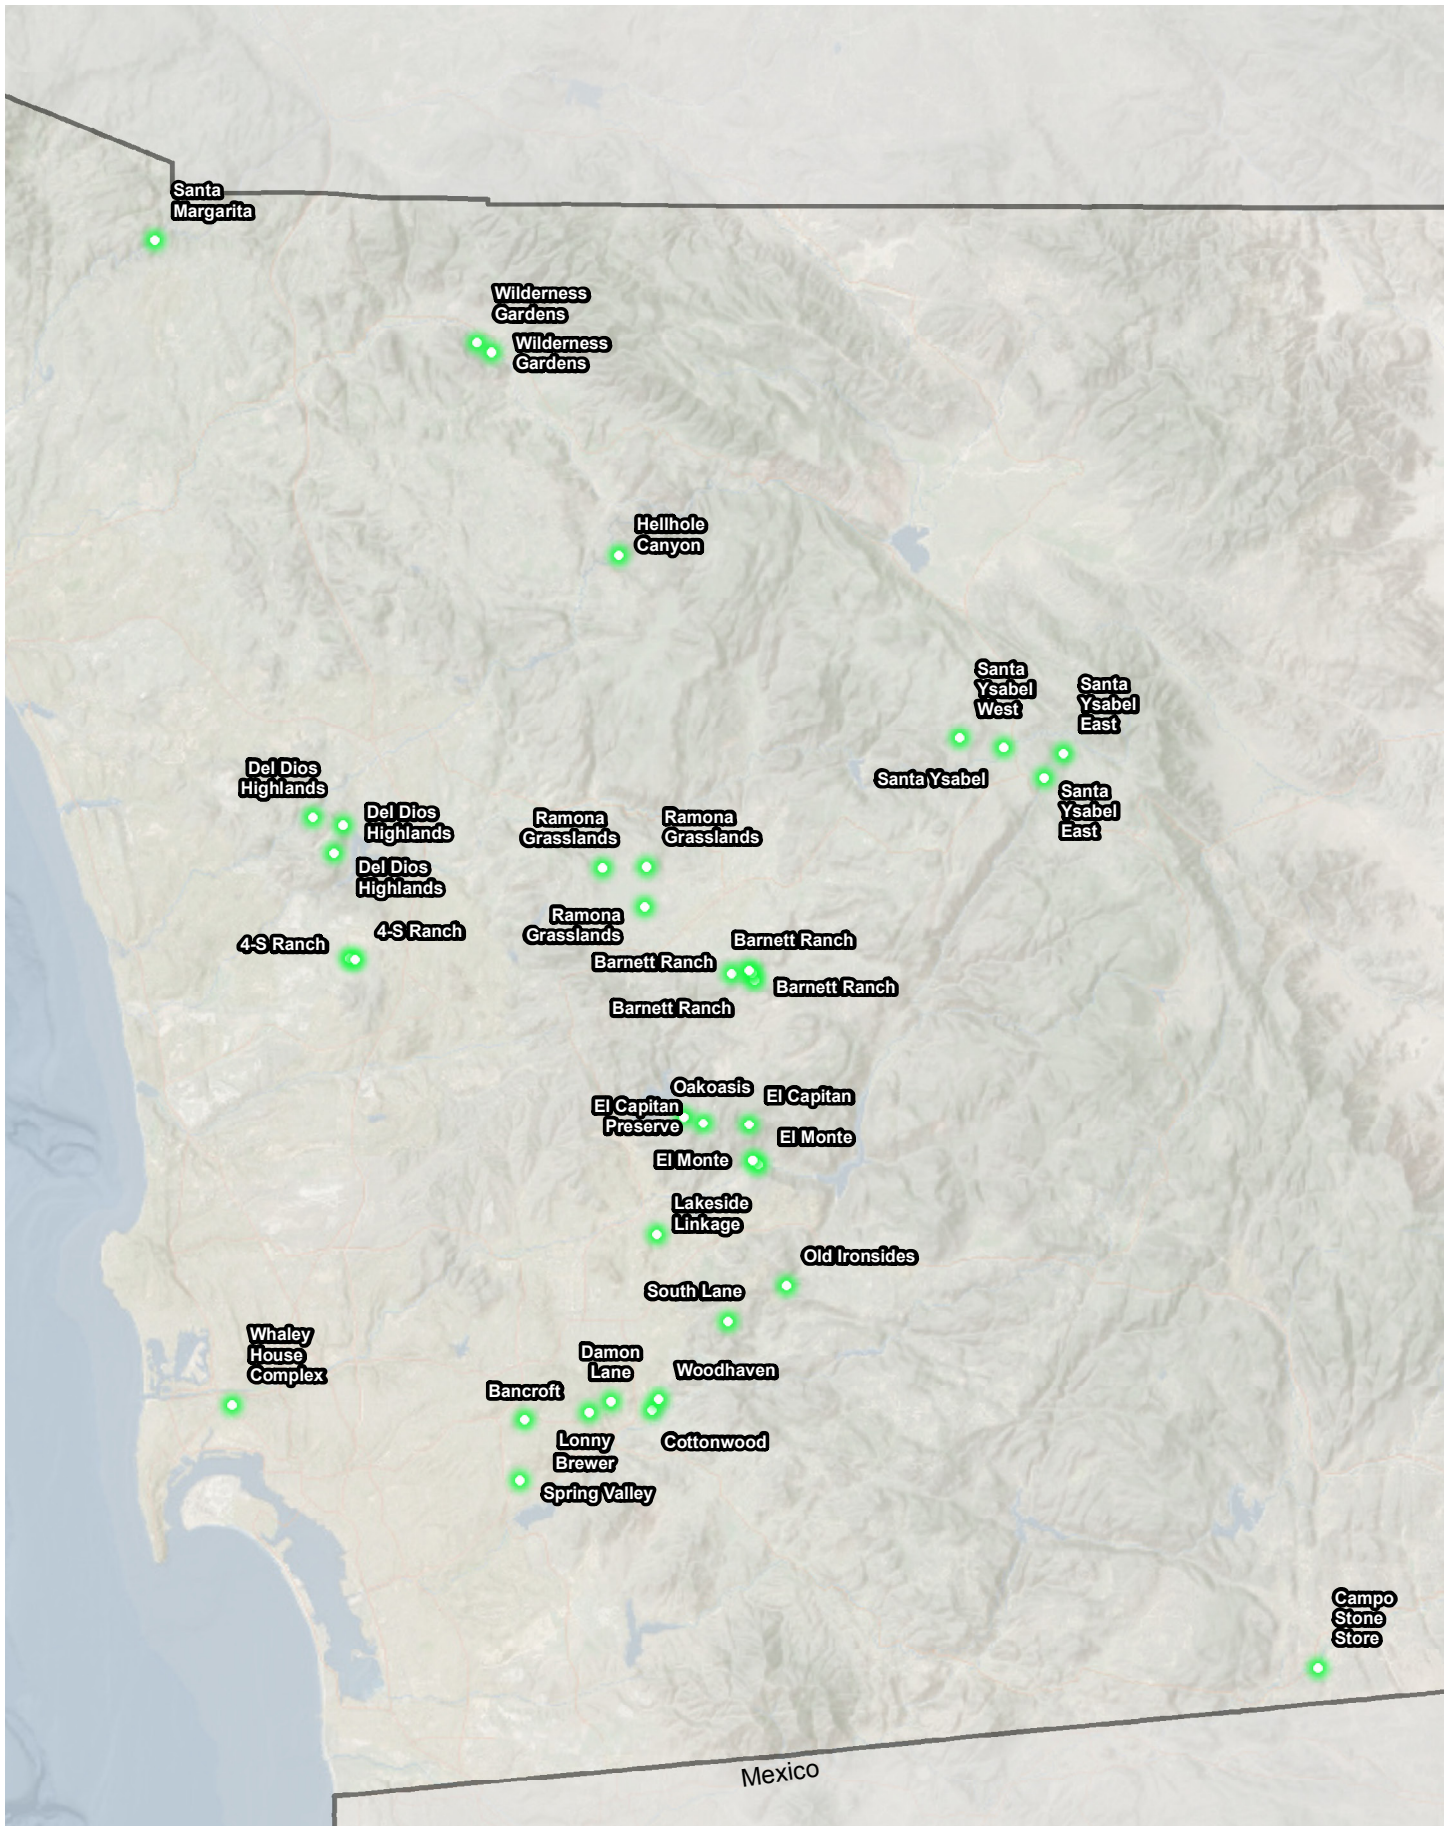 Santa
Margarita
Wilderness
Gardens
Wilderness
Gardens
Hellhole
Canyon
Santa
Ysabel
West
Santa
Ysabel
East
Santa Ysabel
Santa
Ysabel
East
Del Dios
Highlands
Del Dios
Highlands
Del Dios
Highlands
Ramona
Grasslands
Ramona
Grasslands
Ramona
Grasslands
4-S Ranch
4-S Ranch
Barnett Ranch
Barnett Ranch
Barnett Ranch
Barnett Ranch
Oakoasis
El Capitan
El Capitan
Preserve
El Monte
El Monte
Lakeside
Linkage
Old Ironsides
South Lane
Whaley
House
Complex
Damon
Lane
Woodhaven
Bancroft
Lonny
Brewer
Cottonwood
Spring Valley
Campo
Stone
Store
Mexico